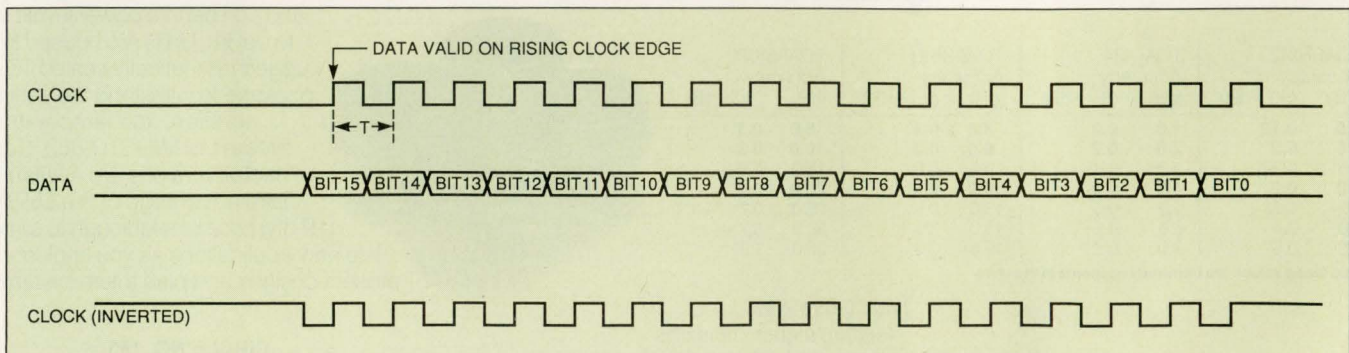 DATA VALID ON RISING CLOCK EDGE
CLOCK
T
DATA
BIT15 BIT14 BIT13 BIT12 BIT11 BIT10 BIT9 BIT8 BIT7 BIT6 BIT5 BIT4 BIT3 BIT2 BIT1 BIT0
CLOCK (INVERTED)